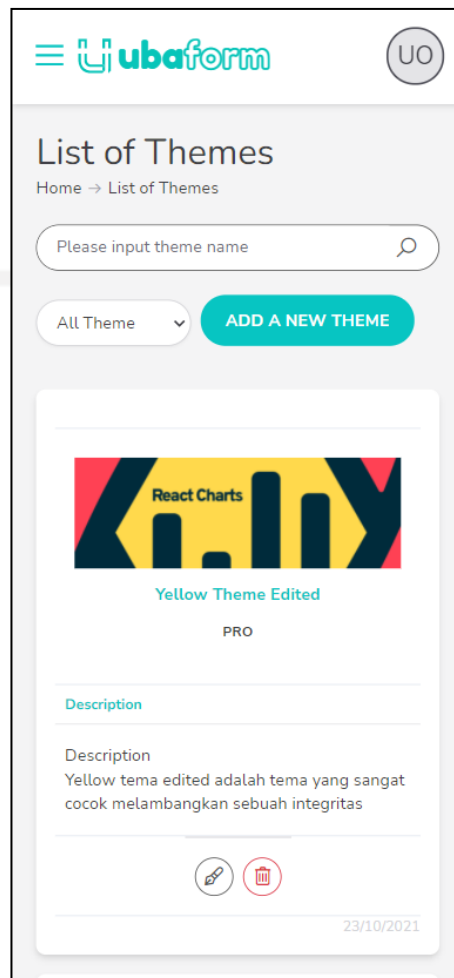 ubaform
UO
List of Themes
Home → List of Themes
Please input theme name
All Theme
ADD A NEW THEME
React Charts
Yellow Theme Edited
PRO
Description
Description
Yellow tema edited adalah tema yang sangat
cocok melambangkan sebuah integritas
23/10/2021